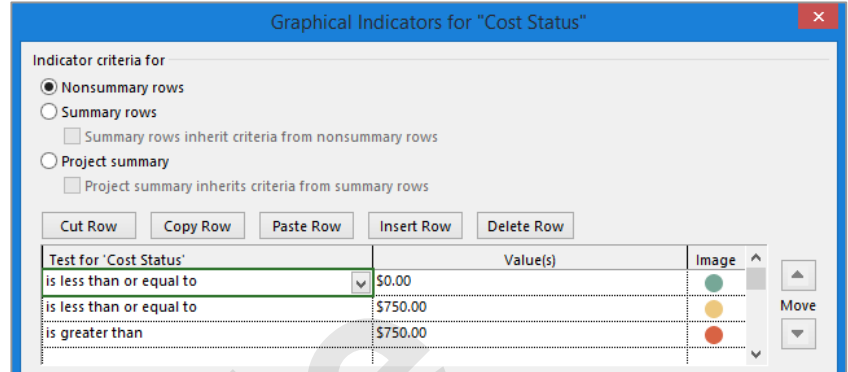 Graphical Indicators for "Cost Status"
Indicator criteria for
Nonsummary rows
Summary rows
Summary rows inherit criteria from nonsummary rows
Project summary
Project summary inherits criteria from summary rows
Cut Row Copy Row Paste Row Insert Row Delete Row
Test for 'Cost Status' Value(s) Image
is less than or equal to $0.00
is less than or equal to $750.00 Move
is greater than $750.00